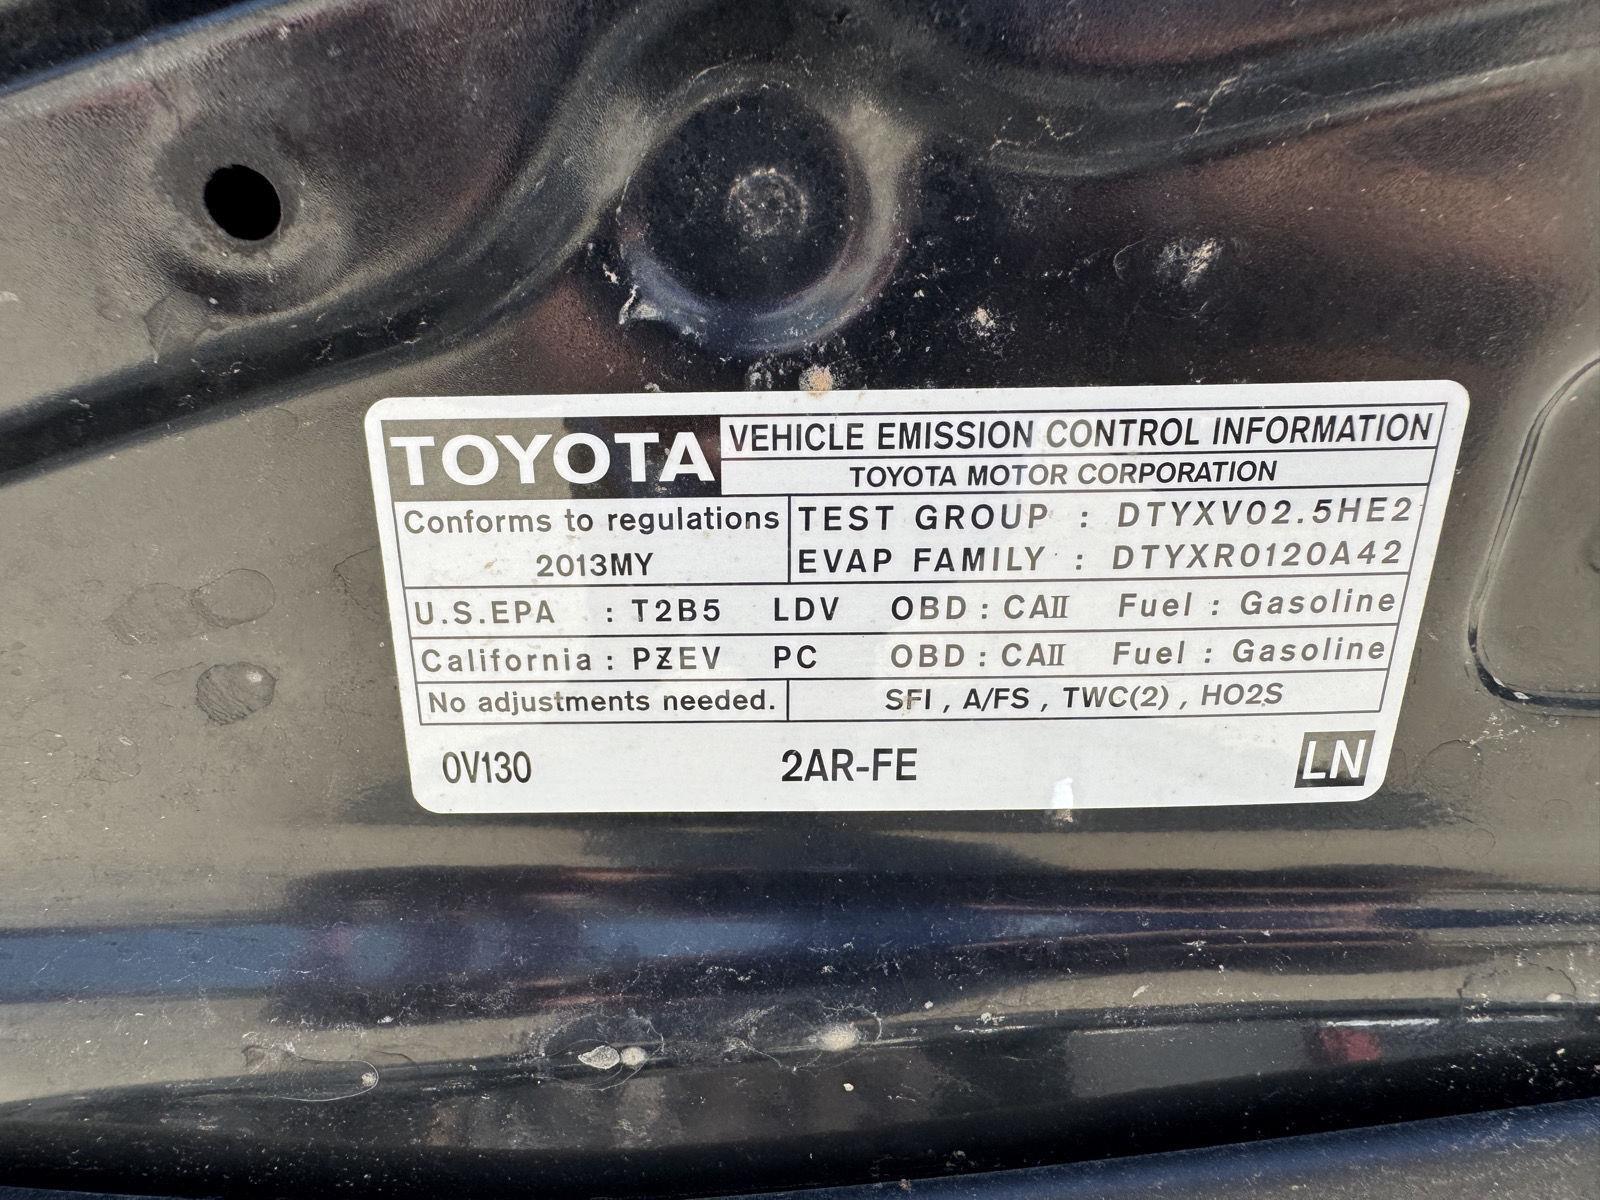 TOYOTA VEHICLE EMISSION CONTROL INFORMATION
TOYOTA MOTOR CORPORATION
Conforms to regulations
2013MY
TEST GROUP : DTYXV02.5HE2
EVAP FAMILY : DTYXR0120A42
U.S.EPA : T2B5 LDV OBD : CAII Fuel : Gasoline
California : PZEV PC OBD : CAII Fuel : Gasoline
No adjustments needed. SFI , A/FS , TWC(2) , HO2S
0V130 2AR-FE LN